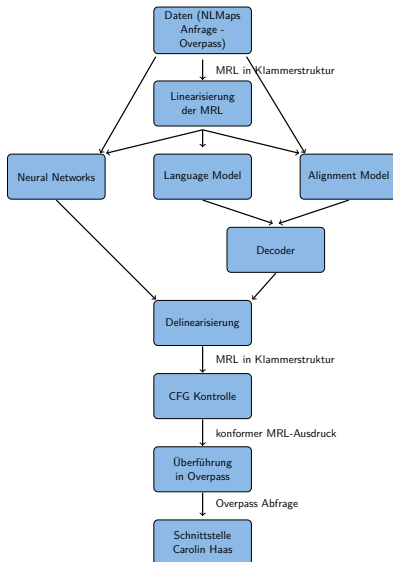 Daten (NLMaps
Anfrage -
Overpass)
MRL in Klammerstruktur
Linearisierung
der MRL
Neural Networks
Language Model
Alignment Model
Decoder
Delinearisierung
MRL in Klammerstruktur
CFG Kontrolle
konformer MRL-Ausdruck
Überführung
in Overpass
Overpass Abfrage
Schnittstelle
Carolin Haas